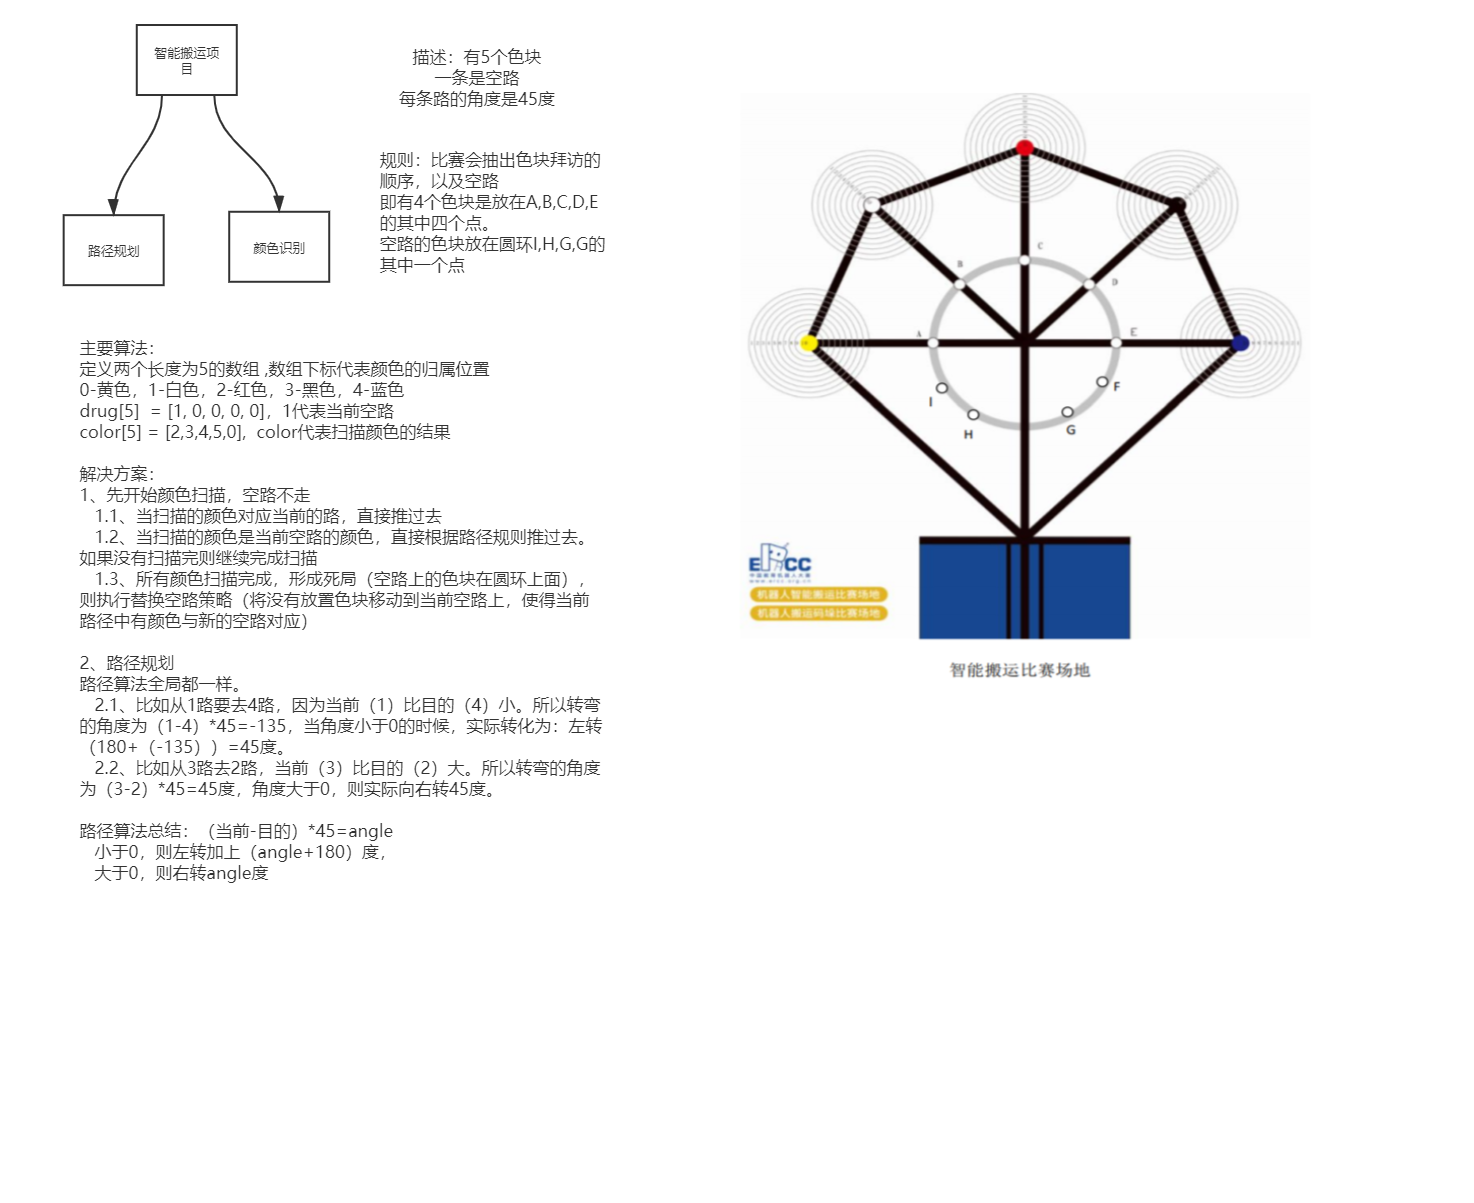 智能搬运项
目
路径规划
颜色识别
描述：有5个色块
一条是空路
每条路的角度是45度
规则：比赛会抽出色块拜访的
顺序，以及空路
即有4个色块是放在A,B,C,D,E
的其中四个点。
空路的色块放在圆环I,H,G,G的
其中一个点
主要算法：
定义两个长度为5的数组 ,数组下标代表颜色的归属位置
0-黄色，1-白色，2-红色，3-黑色，4-蓝色
drug[5]  = [1, 0, 0, 0, 0]，1代表当前空路
color[5] = [2,3,4,5,0]，color代表扫描颜色的结果
解决方案：
1、先开始颜色扫描，空路不走
1.1、当扫描的颜色对应当前的路，直接推过去
1.2、当扫描的颜色是当前空路的颜色，直接根据路径规则推过去。
如果没有扫描完则继续完成扫描
1.3、所有颜色扫描完成，形成死局（空路上的色块在圆环上面），
则执行替换空路策略（将没有放置色块移动到当前空路上，使得当前
路径中有颜色与新的空路对应）
2、路径规划
路径算法全局都一样。
2.1、比如从1路要去4路，因为当前（1）比目的（4）小。所以转弯
的角度为（1-4）*45=-135，当角度小于0的时候，实际转化为：左转
（180+（-135））=45度。
2.2、比如从3路去2路，当前（3）比目的（2）大。所以转弯的角度
为（3-2）*45=45度，角度大于0，则实际向右转45度。
路径算法总结：（当前-目的）*45=angle
小于0，则左转加上（angle+180）度，
大于0，则右转angle度
C
B
D
A
E
I
F
H
G
机器人智能搬运比赛场地
机器人搬运码垛比赛场地
智能搬运比赛场地